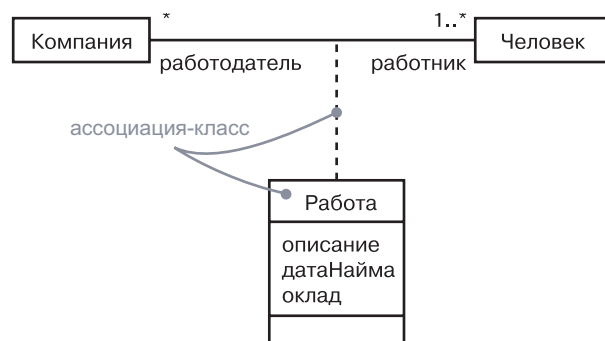 * 1..*
Компания Человек
работодатель работник
ассоциация-класс
Работа
описание
датаНайма
оклад